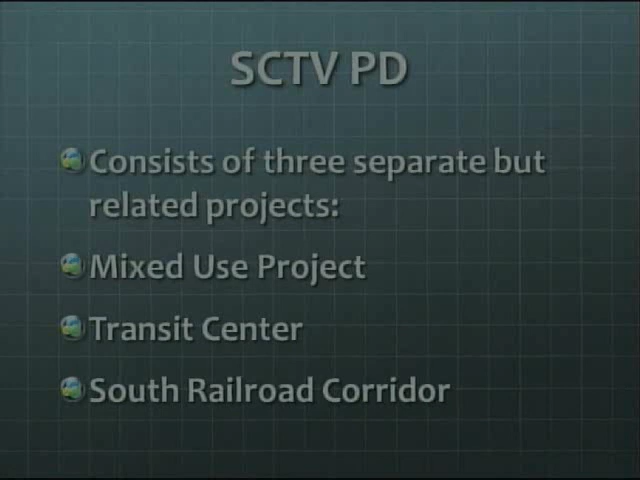 SCTV PD
Consists of three separate but
related projects:
Mixed Use Project
Transit Center
South Railroad Corridor